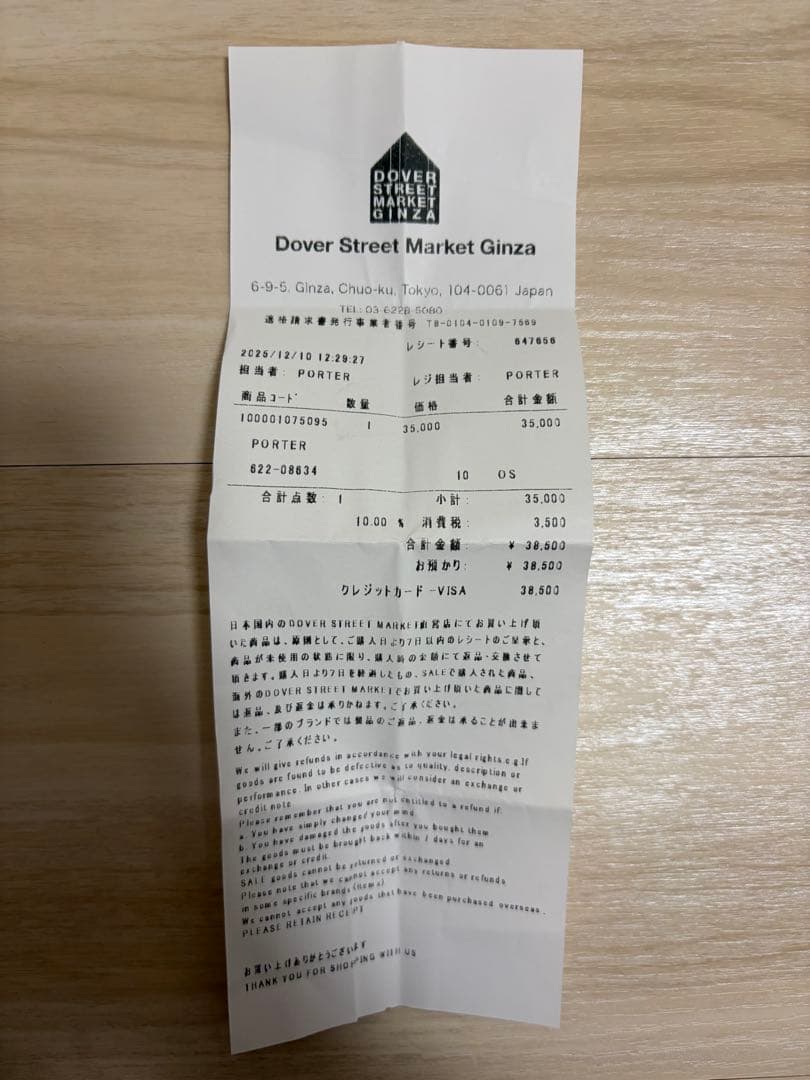 DOVER
STREET
MARKET
GINZA
Dover Street Market Ginza
6-9-5, Ginza, Chuo-ku, Tokyo, 104-0061 Japan
TEL: 03-6228-5080
適格請求書発行事業者番号 T8-0104-0109-7569
レシート番号: 647656
2025/12/10 12:29:27
担当者: PORTER レジ担当者: PORTER
商品コード 数量 価格 合計金額
100001075095 1 35,000 35,000
PORTER
622-08634 10 OS
合計点数: 1 小計: 35,000
10.00 % 消費税: 3,500
合計金額: ¥ 38,500
お預かり: ¥ 38,500
クレジットカード-VISA 38,500
日本国内のDOVER STREET MARKET直営店にてお買い上げ頂
いた商品は、原則として、ご購入日より7日以内のレシートのご呈示と、
商品が未使用の状態に限り、購入時の金額にて返品・交換させて
頂きます。購入日より7日を経過したもの、SALEで購入された商品、
海外のDOVER STREET MARKETでお買い上げ頂いた商品に関して
は返品、及び返金は承りかねます。ご了承ください。
また、一部のブランドでは製品のご返品、返金は承ることが出来ま
せん。ご了承ください。
We will give refunds in accordance with your legal rights e.g.If
goods are found to be defective as to quality, description or
performance. In other cases we will consider an exchange or
credit note.
Please remember that you are not entitled to a refund if:
a. You have simply changed your mind
b. You have damaged the goods after you bought them
The goods must be brought back within 7 days for an
exchange or credit.
SALE goods cannot be returned or exchanged
Please note that we cannot accept any returns or refunds
in some specific brands(items).
We cannot accept any goods that have been purchased overseas.
PLEASE RETAIN RECEIPT
お買い上げありがとうございます
THANK YOU FOR SHOPPING WITH US